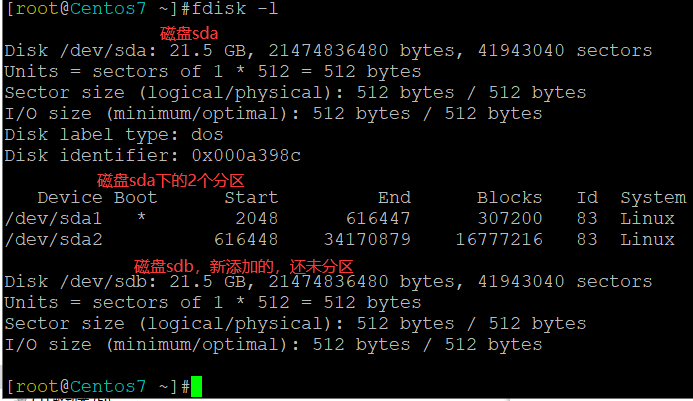 [root@Centos7 ~]#fdisk -l
磁盘sda
Disk /dev/sda: 21.5 GB, 21474836480 bytes, 41943040 sectors
Units = sectors of 1 * 512 = 512 bytes
Sector size (logical/physical): 512 bytes / 512 bytes
I/O size (minimum/optimal): 512 bytes / 512 bytes
Disk label type: dos
Disk identifier: 0x000a398c
磁盘sda下的2个分区
Device Boot Start End Blocks Id System
/dev/sda1 * 2048 616447 307200 83 Linux
/dev/sda2 616448 34170879 16777216 83 Linux
磁盘sdb，新添加的，还未分区
Disk /dev/sdb: 21.5 GB, 21474836480 bytes, 41943040 sectors
Units = sectors of 1 * 512 = 512 bytes
Sector size (logical/physical): 512 bytes / 512 bytes
I/O size (minimum/optimal): 512 bytes / 512 bytes
[root@Centos7 ~]#